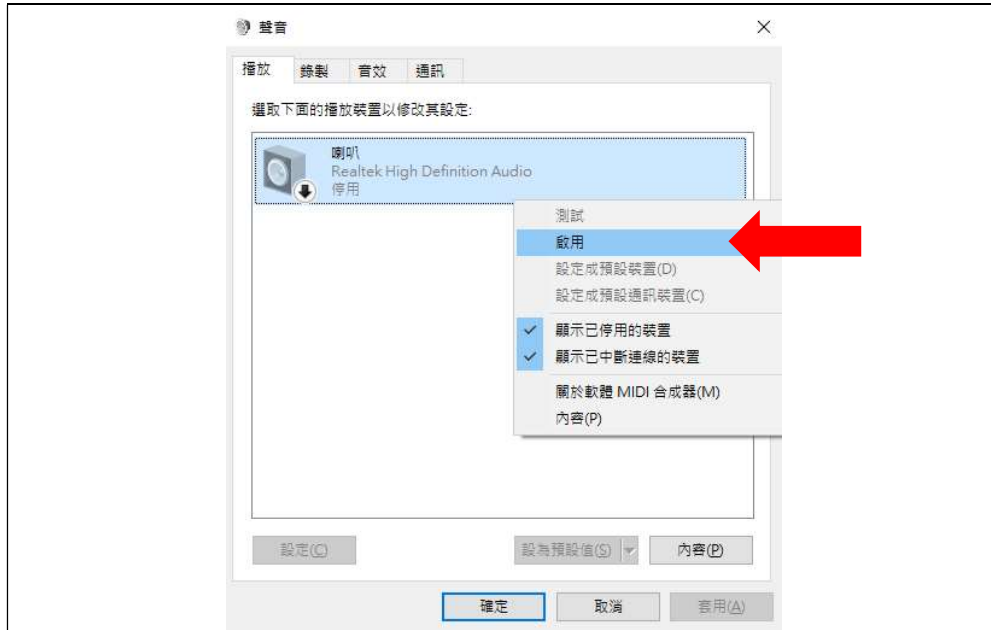 聲音
播放 錄製 音效 通訊
選取下面的播放裝置以修改其設定:
喇叭
Realtek High Definition Audio
停用
測試
啟用
設定成預設裝置(D)
設定成預設通訊裝置(C)
顯示已停用的裝置
顯示已中斷連線的裝置
關於軟體 MIDI 合成器(M)
內容(P)
設定(C) 設為預設值(S) 內容(P)
確定 取消 套用(A)